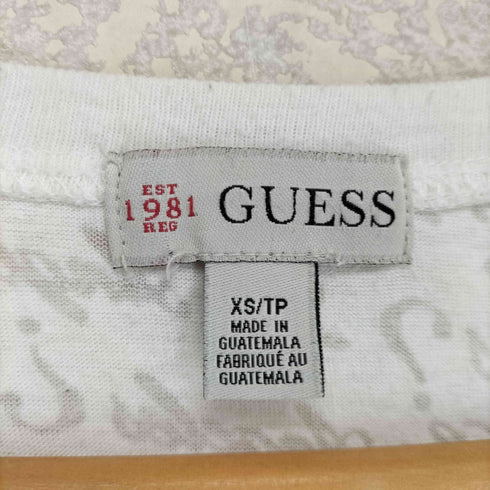 EST
1981
REG
GUESS
XS/TP
MADE IN
GUATEMALA
FABRIQUÉ AU
GUATEMALA